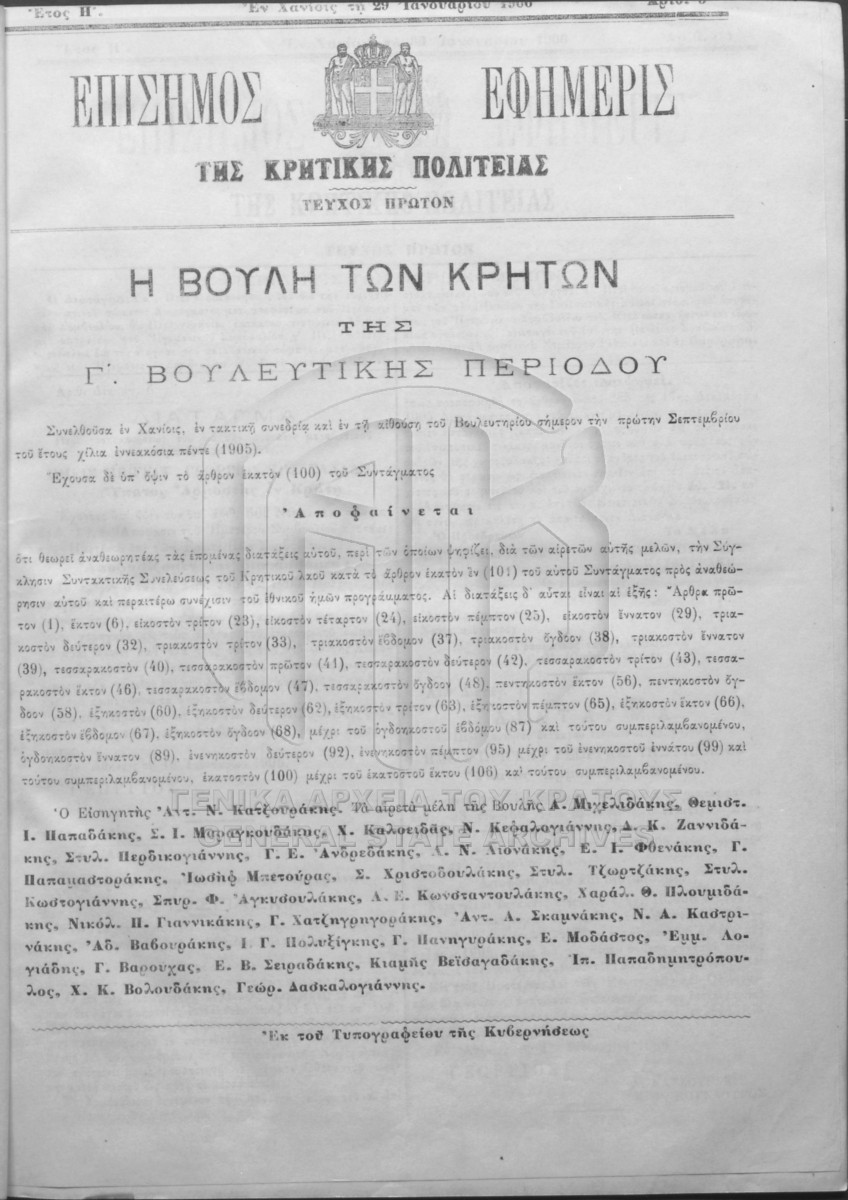 Ἔτος Η΄. Ἐν Χανίοις τῇ 29 Ἰανουαρίου 1906
ΕΠΙΣΗΜΟΣ ΕΦΗΜΕΡΙΣ
ΤΗΣ ΚΡΗΤΙΚΗΣ ΠΟΛΙΤΕΙΑΣ
ΤΕΥΧΟΣ ΠΡΩΤΟΝ
Η ΒΟΥΛΗ ΤΩΝ ΚΡΗΤΩΝ
ΤΗΣ
Γ΄. ΒΟΥΛΕΥΤΙΚΗΣ ΠΕΡΙΟΔΟΥ
Συνελθοῦσα ἐν Χανίοις, ἐν τακτικῇ συνεδρίᾳ καὶ ἐν τῇ αἰθούσῃ τοῦ Βουλευτηρίου σήμερον τὴν πρώτην Σεπτεμβρίου
τοῦ ἔτους χίλια ἐννεακόσια πέντε (1905).
Ἔχουσα δὲ ὑπ' ὄψιν τὸ ἄρθρον ἑκατὸν (100) τοῦ Συντάγματος
Ἀποφαίνεται
ὅτι θεωρεῖ ἀναθεωρητέας τὰς ἑπομένας διατάξεις αὐτοῦ, περὶ τῶν ὁποίων ψηφίζει, διὰ τῶν αἱρετῶν αὐτῆς μελῶν, τὴν Σύγ-
κλησιν Συντακτικῆς Συνελεύσεως τοῦ Κρητικοῦ λαοῦ κατὰ τὸ ἄρθρον ἑκατὸν ἓν (101) τοῦ αὐτοῦ Συντάγματος πρὸς ἀναθεώ-
ρησιν αὐτοῦ καὶ περαιτέρω συνέχισιν τοῦ ἐθνικοῦ ἡμῶν προγράμματος. Αἱ διατάξεις δ' αὗται εἶναι αἱ ἑξῆς: Ἄρθρα πρῶ-
τον (1), ἕκτον (6), εἰκοστὸν τρίτον (23), εἰκοστὸν τέταρτον (24), εἰκοστὸν πέμπτον (25), εἰκοστὸν ἔννατον (29), τρια-
κοστὸν δεύτερον (32), τριακοστὸν τρίτον (33), τριακοστὸν ἕβδομον (37), τριακοστὸν ὄγδοον (38), τριακοστὸν ἔννατον
(39), τεσσαρακοστὸν (40), τεσσαρακοστὸν πρῶτον (41), τεσσαρακοστὸν δεύτερον (42), τεσσαρακοστὸν τρίτον (43), τεσσα-
ρακοστὸν ἕκτον (46), τεσσαρακοστὸν ἕβδομον (47), τεσσαρακοστὸν ὄγδοον (48), πεντηκοστὸν ἕκτον (56), πεντηκοστὸν ὄγ-
δοον (58), ἑξηκοστὸν (60), ἑξηκοστὸν δεύτερον (62), ἑξηκοστὸν τρίτον (63), ἑξηκοστὸν πέμπτον (65), ἑξηκοστὸν ἕκτον (66),
ἑξηκοστὸν ἕβδομον (67), ἑξηκοστὸν ὄγδοον (68), μέχρι τοῦ ὀγδοηκοστοῦ ἑβδόμου (87) καὶ τούτου συμπεριλαμβανομένου,
ὀγδοηκοστὸν ἔννατον (89), ἐνενηκοστὸν δεύτερον (92), ἐνενηκοστὸν πέμπτον (95) μέχρι τοῦ ἐνενηκοστοῦ ἐννάτου (99) καὶ
τούτου συμπεριλαμβανομένου, ἑκατοστὸν (100) μέχρι τοῦ ἑκατοστοῦ ἕκτου (106) καὶ τούτου συμπεριλαμβανομένου.
Ὁ Εἰσηγητὴς Ἀντ. Ν. Κατζουράκης. Τὰ αἱρετὰ μέλη τῆς Βουλῆς Α. Μιχελιδάκης, Θεμιστ.
Ι. Παπαδάκης, Σ. Ι. Μαραγκουδάκης, Χ. Καλοειδᾶς, Ν. Κεφαλογιάννης, Δ. Κ. Ζαννιδά-
κης, Στυλ. Περδικογιάννης, Γ. Ε. Ἀνδρεδάκης, Ν. Λιονάκης, Ε. Ι. Φθενάκης, Γ.
Παπαμαστοράκης, Ἰωσὴφ Μπετούρας, Σ. Χριστοδουλάκης, Στυλ. Τζωρτζάκης, Στυλ.
Κωστογιάννης, Σπυρ. Φ. Ἀγκυσουλάκης, Α. Ε. Κωνσταντουλάκης, Χαράλ. Θ. Πλουμιδά-
κης, Νικόλ. Π. Γιαννικάκης, Γ. Χατζηγρηγοράκης, Ἀντ. Λ. Σκαμνάκης, Ν. Α. Καστρι-
νάκης, Ἀδ. Βαβουράκης, Ι. Γ. Πολυξίγκης, Γ. Πανηγυράκης, Ε. Μοδάστος, Ἐμμ. Λο-
γιάδης, Γ. Βαρούχας, Ε. Β. Σειραδάκης, Κιαμὴς Βεϊσαγαδάκης, Ἱπ. Παπαδημητρόπου-
λος, Χ. Κ. Βολουδάκης, Γεώρ. Δασκαλογιάννης.
Ἐκ τοῦ Τυπογραφείου τῆς Κυβερνήσεως
ΓΕΝΙΚΑ ΑΡΧΕΙΑ ΤΟΥ ΚΡΑΤΟΥΣ
GENERAL STATE ARCHIVES